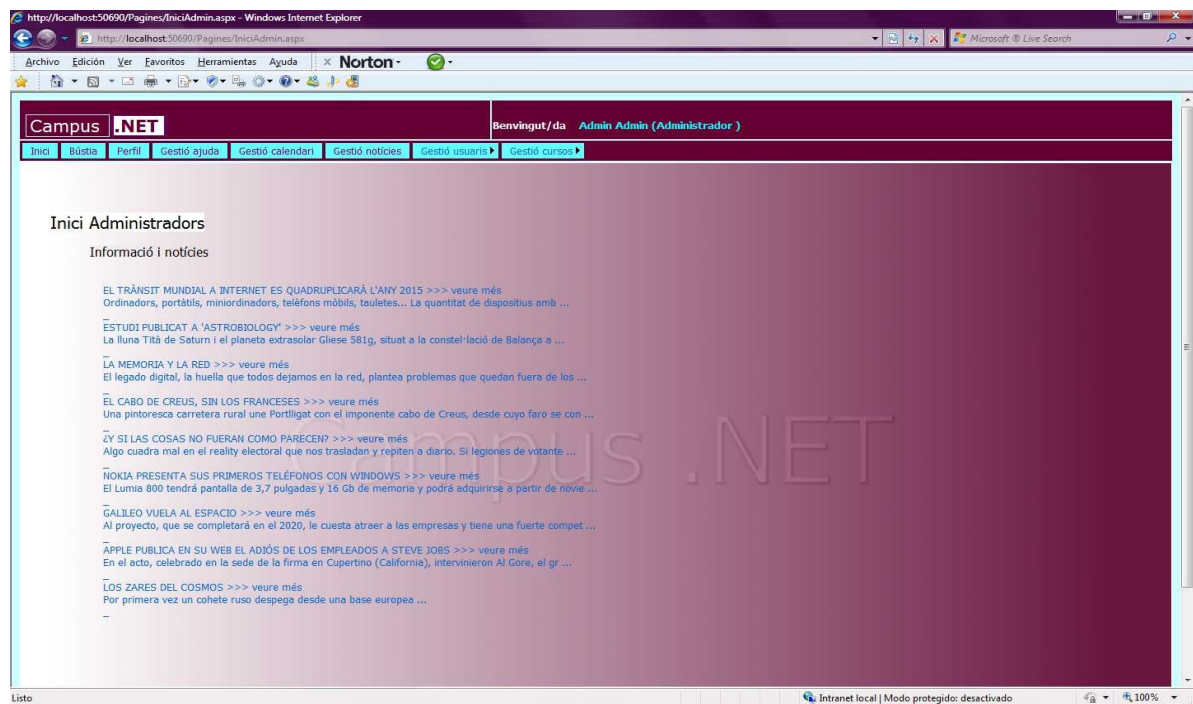 http://localhost:50690/Pagines/IniciAdmin.aspx - Windows Internet Explorer
http://localhost:50690/Pagines/IniciAdmin.aspx
Microsoft ® Live Search
Archivo Edición Ver Favoritos Herramientas Ayuda × Norton
Campus .NET
Benvingut/da Admin Admin (Administrador )
Inici Bústia Perfil Gestió ajuda Gestió calendari Gestió notícies Gestió usuaris Gestió cursos
Inici Administradors
Informació i notícies
EL TRÀNSIT MUNDIAL A INTERNET ES QUADRUPLICARÀ L'ANY 2015 >>> veure més
Ordinadors, portàtils, miniordinadors, telèfons mòbils, tauletes... La quantitat de dispositius amb ...
_
ESTUDI PUBLICAT A 'ASTROBIOLOGY' >>> veure més
La lluna Tità de Saturn i el planeta extrasolar Gliese 581g, situat a la constel·lació de Balança a ...
_
LA MEMORIA Y LA RED >>> veure més
El legado digital, la huella que todos dejamos en la red, plantea problemas que quedan fuera de los ...
_
EL CABO DE CREUS, SIN LOS FRANCESES >>> veure més
Una pintoresca carretera rural une Portlligat con el imponente cabo de Creus, desde cuyo faro se con ...
_
¿Y SI LAS COSAS NO FUERAN COMO PARECEN? >>> veure més
Algo cuadra mal en el reality electoral que nos trasladan y repiten a diario. Si legiones de votante ...
_
NOKIA PRESENTA SUS PRIMEROS TELÉFONOS CON WINDOWS >>> veure més
El Lumia 800 tendrá pantalla de 3,7 pulgadas y 16 Gb de memoria y podrá adquirirse a partir de novie ...
_
GALILEO VUELA AL ESPACIO >>> veure més
Al proyecto, que se completará en el 2020, le cuesta atraer a las empresas y tiene una fuerte compet ...
_
APPLE PUBLICA EN SU WEB EL ADIÓS DE LOS EMPLEADOS A STEVE JOBS >>> veure més
En el acto, celebrado en la sede de la firma en Cupertino (California), intervinieron Al Gore, el gr ...
_
LOS ZARES DEL COSMOS >>> veure més
Por primera vez un cohete ruso despega desde una base europea ...
_
Campus .NET
Listo
Intranet local | Modo protegido: desactivado
100%